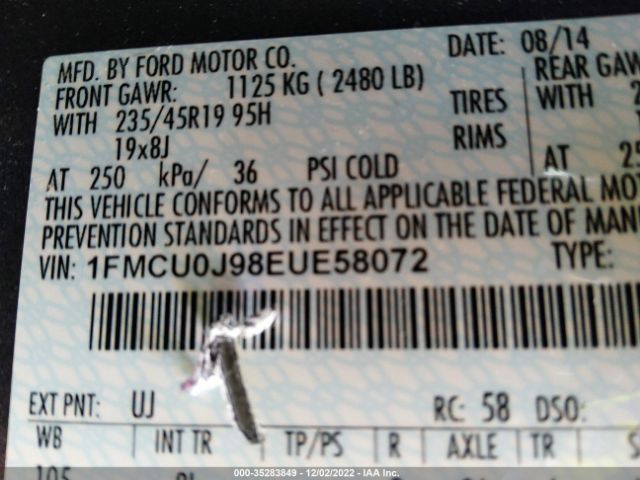 MFD. BY FORD MOTOR CO. DATE: 08/14
FRONT GAWR: 1125 KG ( 2480 LB) REAR GAW
WITH 235/45R19 95H TIRES WITH 2
19x8J RIMS
AT 250 kPa/ 36 PSI COLD AT 25
THIS VEHICLE CONFORMS TO ALL APPLICABLE FEDERAL MOT
PREVENTION STANDARDS IN EFFECT ON THE DATE OF MAN
VIN: 1FMCU0J98EUE58072 TYPE:
EXT PNT: UJ RC: 58 DSO:
WB INT TR TP/PS R AXLE TR S
105
000-35283849 - 12/02/2022 - IAA Inc.